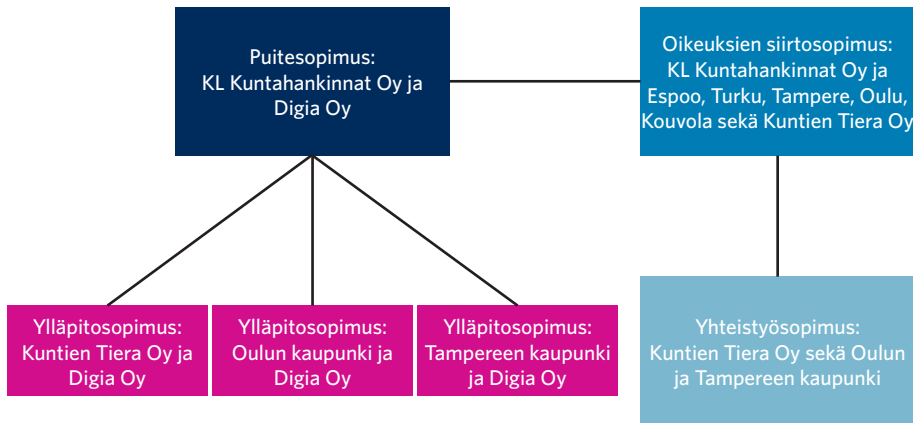 Puitesopimus:
KL Kuntahankinnat Oy ja
Digia Oy
Oikeuksien siirtosopimus:
KL Kuntahankinnat Oy ja
Espoo, Turku, Tampere, Oulu,
Kouvola sekä Kuntien Tiera Oy
Ylläpitosopimus:
Kuntien Tiera Oy ja
Digia Oy
Ylläpitosopimus:
Oulun kaupunki ja
Digia Oy
Ylläpitosopimus:
Tampereen kaupunki
ja Digia Oy
Yhteistyösopimus:
Kuntien Tiera Oy sekä Oulun
ja Tampereen kaupunki